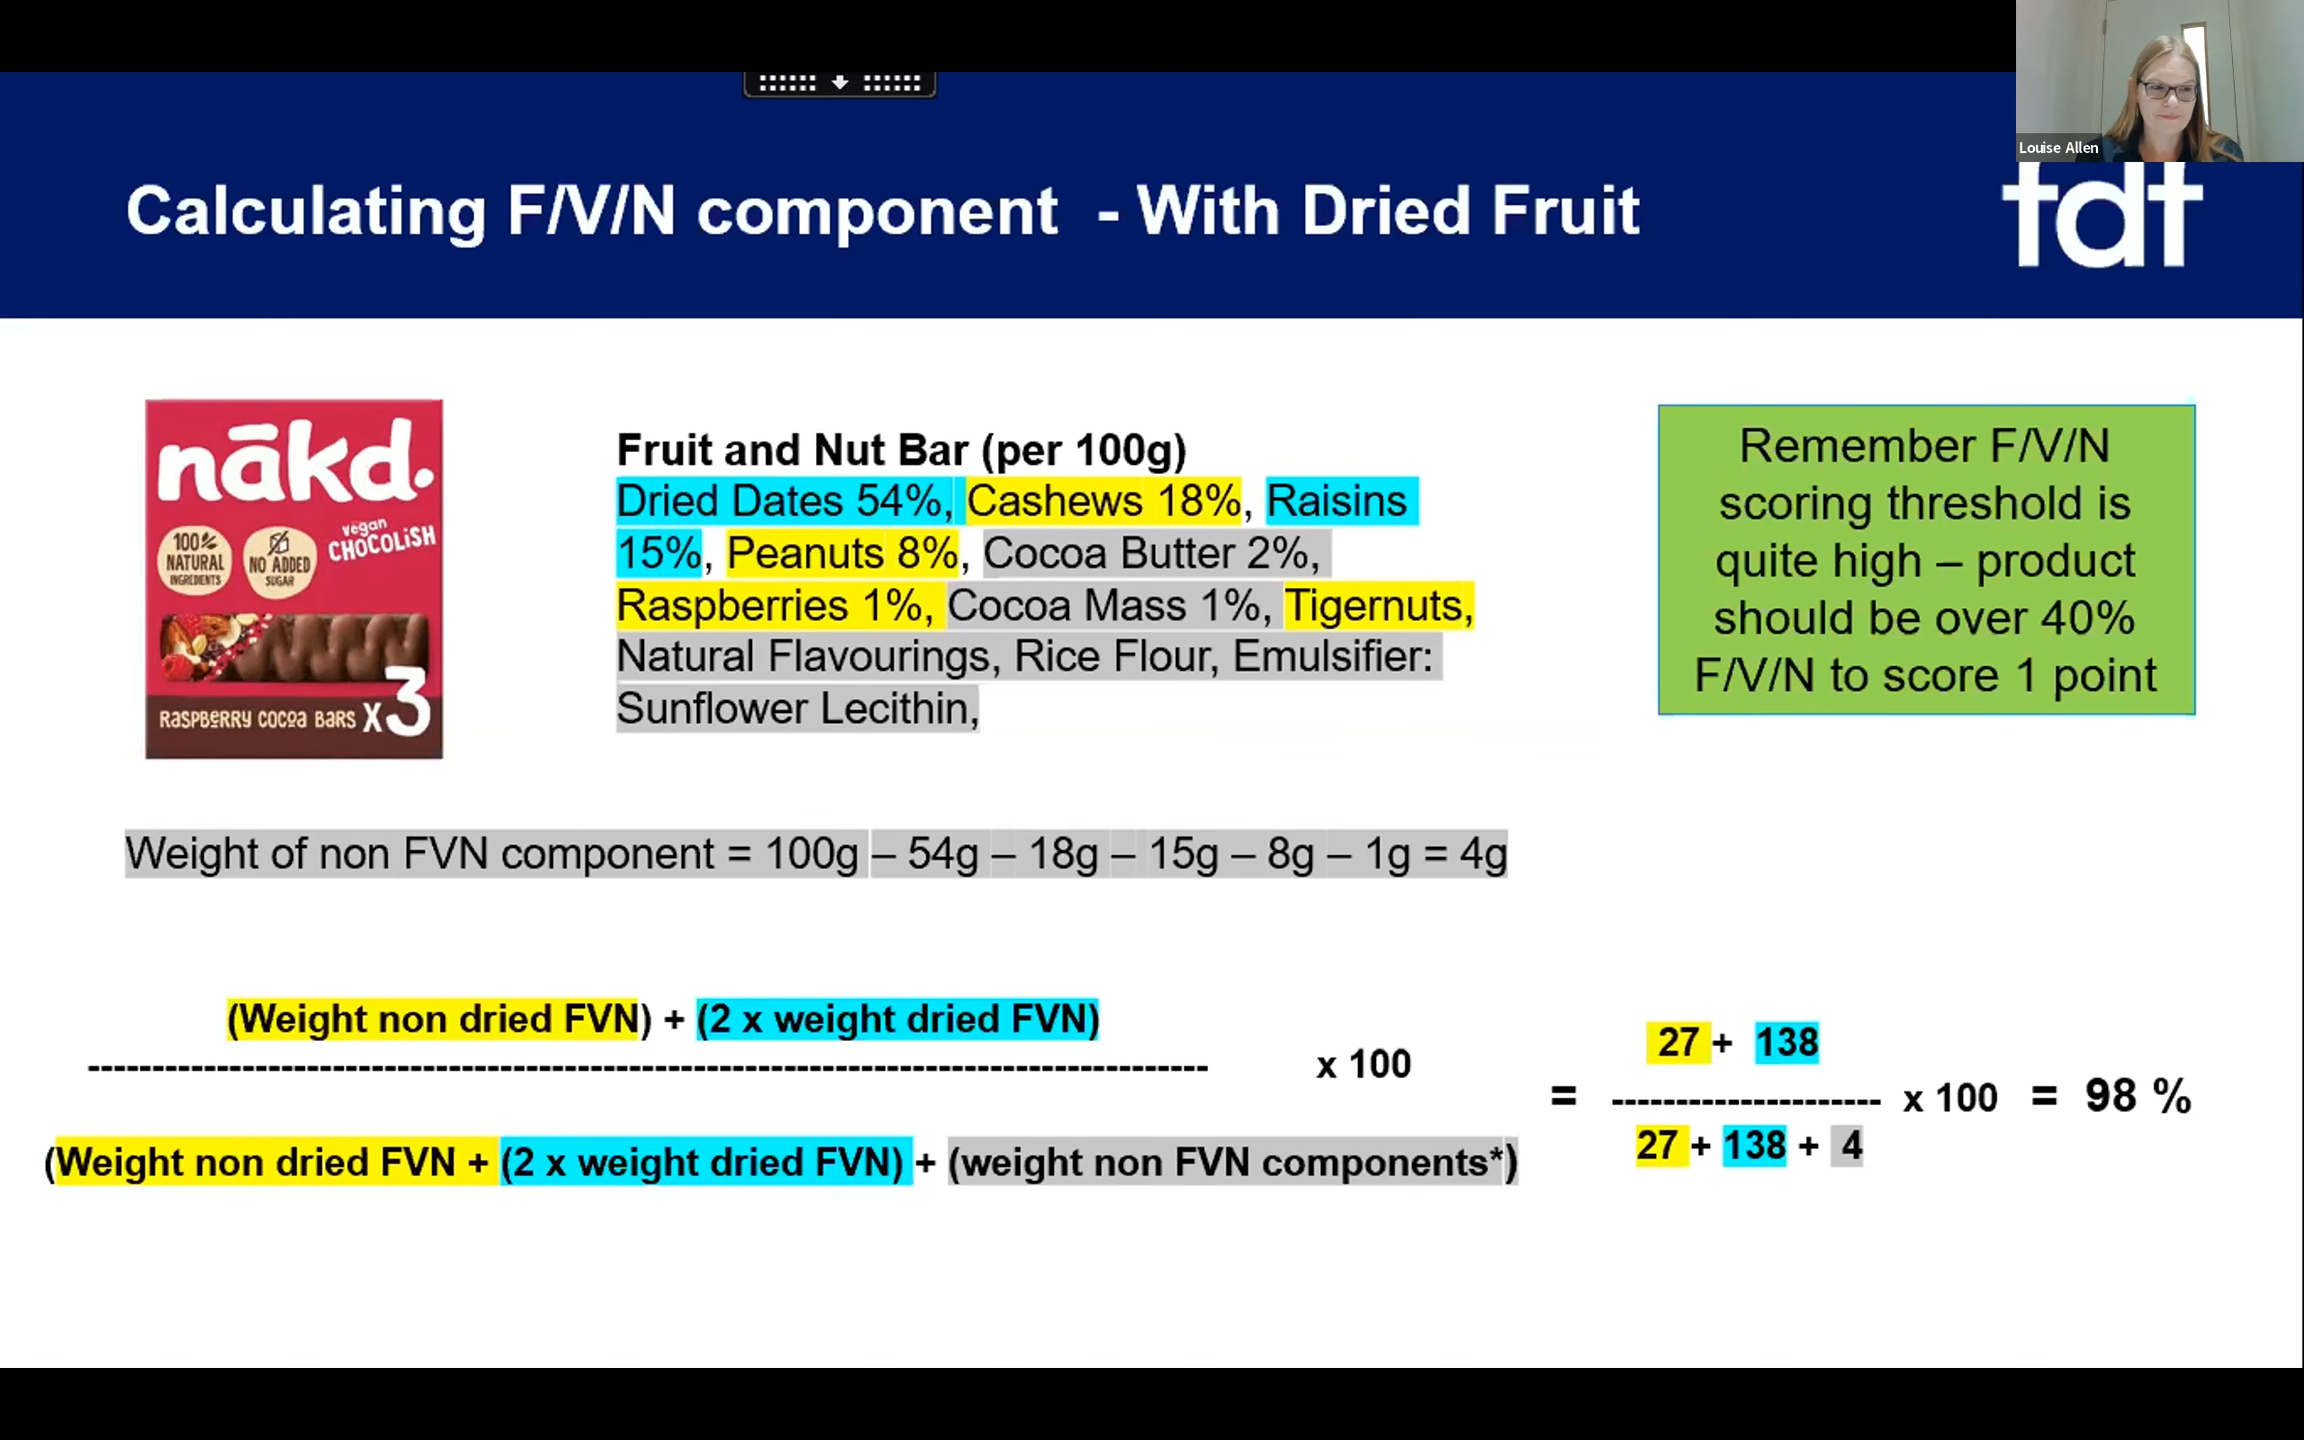 Louise Allen
Calculating F/V/N component - With Dried Fruit
tdt
nākd.
100%
NATURAL
INGREDIENTS
NO ADDED
SUGAR
vegan
CHOCOLiSH
RASPBERRY COCOA BARS x3
Fruit and Nut Bar (per 100g)
Dried Dates 54%, Cashews 18%, Raisins
15%, Peanuts 8%, Cocoa Butter 2%,
Raspberries 1%, Cocoa Mass 1%, Tigernuts,
Natural Flavourings, Rice Flour, Emulsifier:
Sunflower Lecithin,
Remember F/V/N
scoring threshold is
quite high – product
should be over 40%
F/V/N to score 1 point
Weight of non FVN component = 100g – 54g – 18g – 15g – 8g – 1g = 4g
(Weight non dried FVN) + (2 x weight dried FVN)
--------------------------------------------------------------------------------------- x 100
(Weight non dried FVN + (2 x weight dried FVN) + (weight non FVN components*)
27 + 138
= --------------------- x 100 = 98 %
27 + 138 + 4